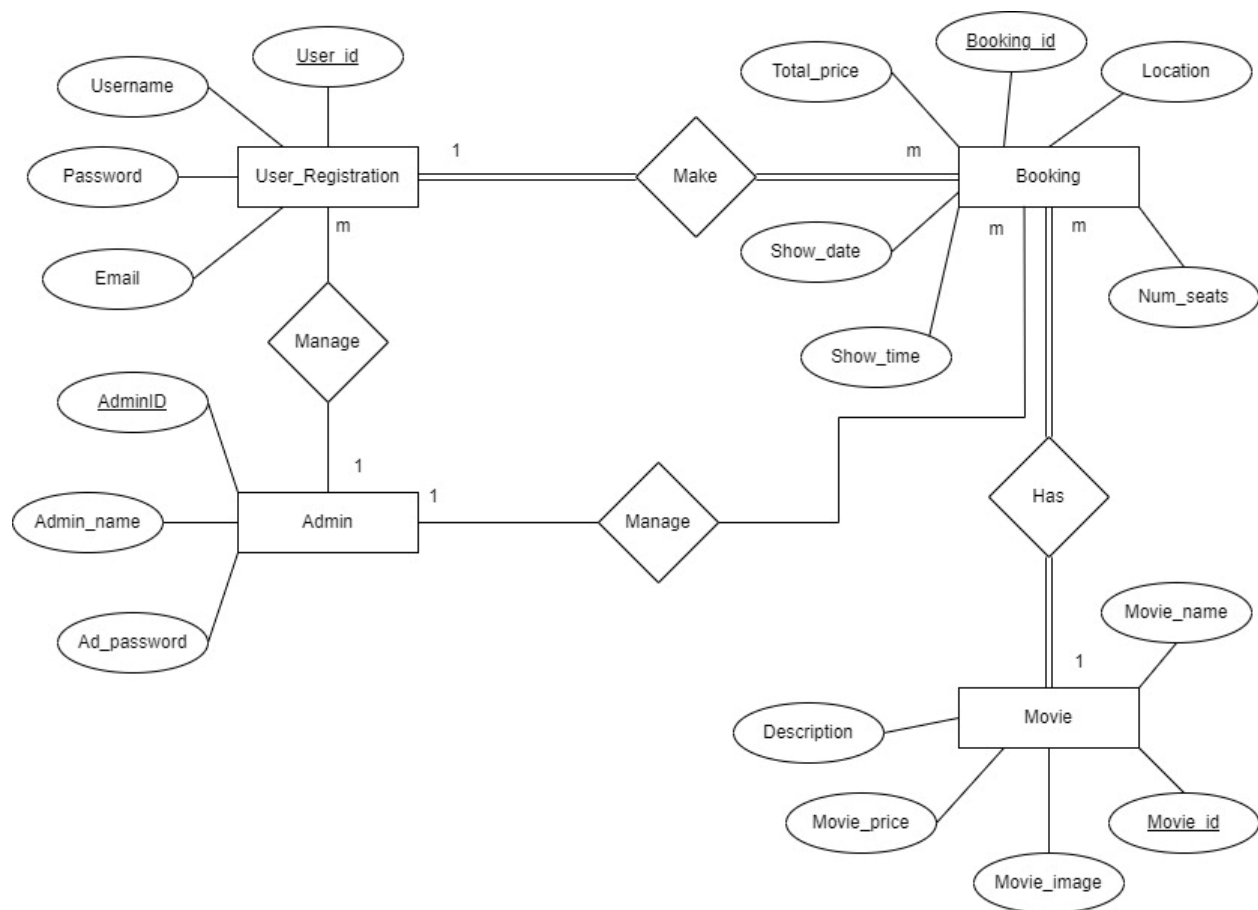 User_id
Booking_id
Username
Total_price
Location
Password
User_Registration
1
Make
m
Booking
m
m
m
Email
Show_date
Num_seats
Manage
Show_time
AdminID
1
1
Admin_name
Admin
Manage
Has
Ad_password
Movie_name
1
Description
Movie
Movie_price
Movie_id
Movie_image